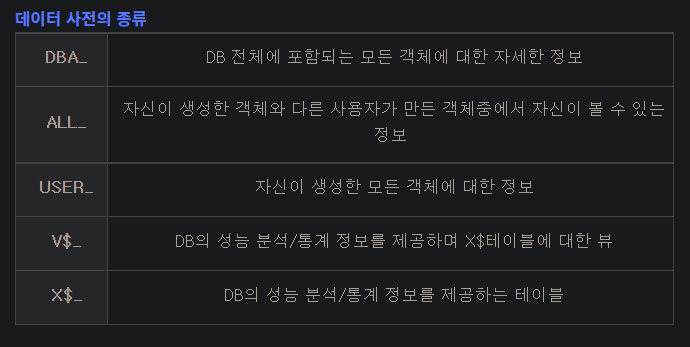 데이터 사전의 종류
DBA_
DB 전체에 포함되는 모든 객체에 대한 자세한 정보
ALL_
자신이 생성한 객체와 다른 사용자가 만든 객체중에서 자신이 볼 수 있는
정보
USER_
자신이 생성한 모든 객체에 대한 정보
V$_
DB의 성능 분석/통계 정보를 제공하며 X$테이블에 대한 뷰
X$_
DB의 성능 분석/통계 정보를 제공하는 테이블